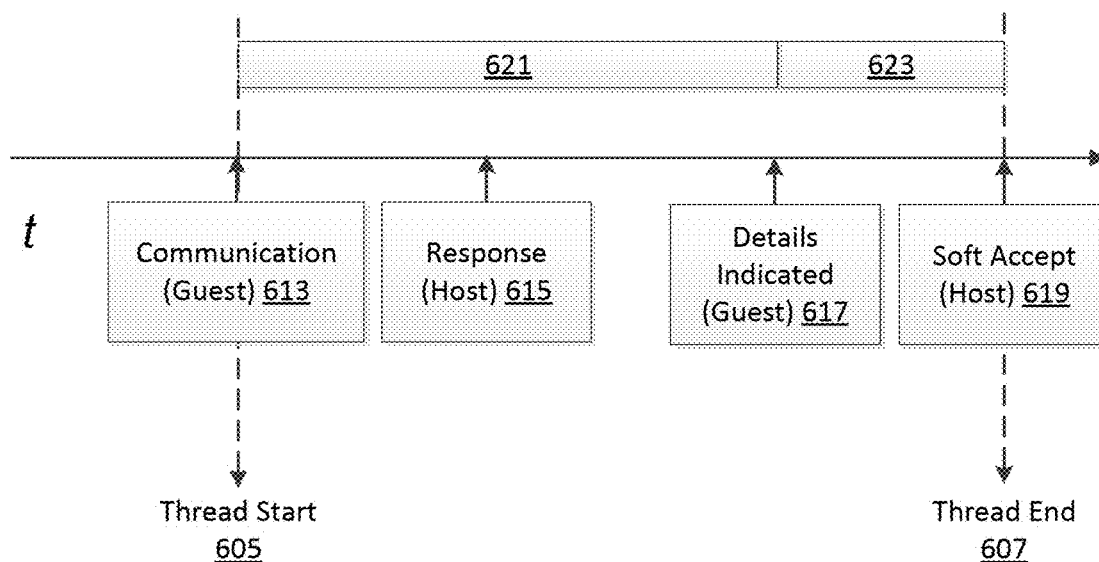 621
623
t
Communication
(Guest) 613
Response
(Host) 615
Details
Indicated
(Guest) 617
Soft Accept
(Host) 619
Thread Start
605
Thread End
607